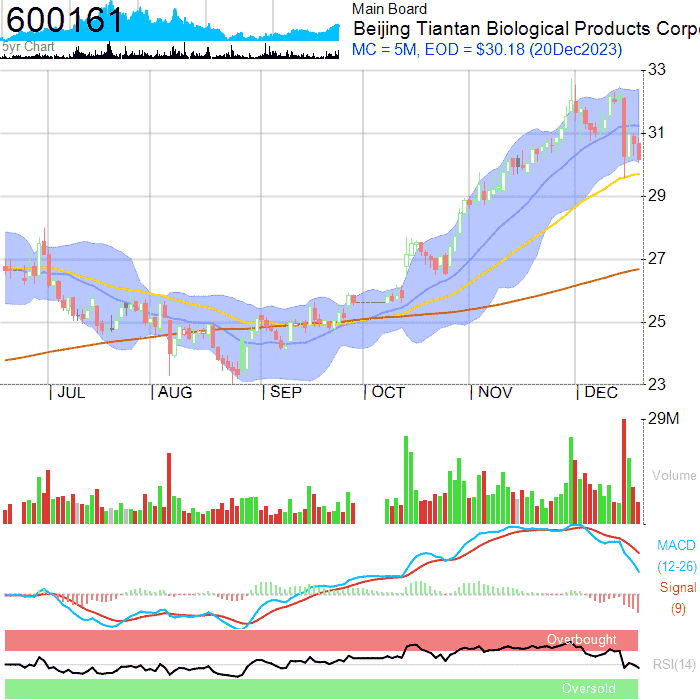 600161
5yr Chart
Main Board
Beijing Tiantan Biological Products Corpo
MC = 5M, EOD = $30.18 (20Dec2023)
33
31
29
27
25
23
JUL AUG SEP OCT NOV DEC
29M
Volume
MACD
(12-26)
Signal
(9)
Overbought
RSI(14)
Oversold